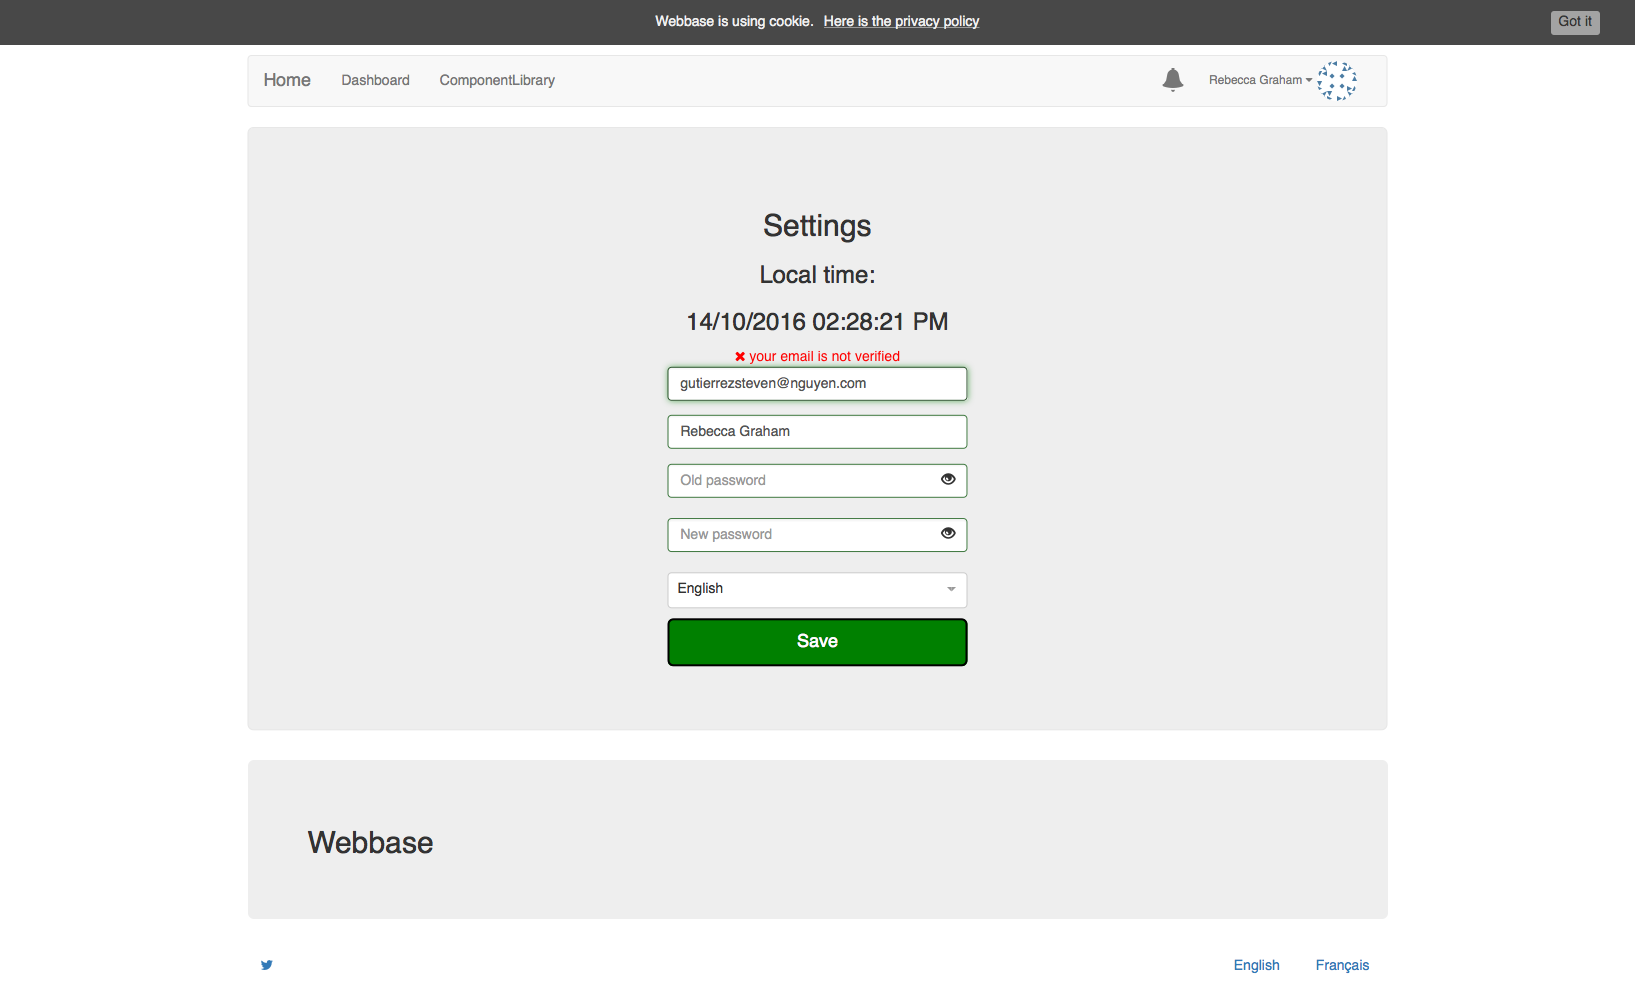 Webbase is using cookie. Here is the privacy policy
Got it
Home Dashboard ComponentLibrary Rebecca Graham
Settings
Local time:
14/10/2016 02:28:21 PM
your email is not verified
gutierrezsteven@nguyen.com
Rebecca Graham
Old password
New password
English
Save
Webbase
English Français